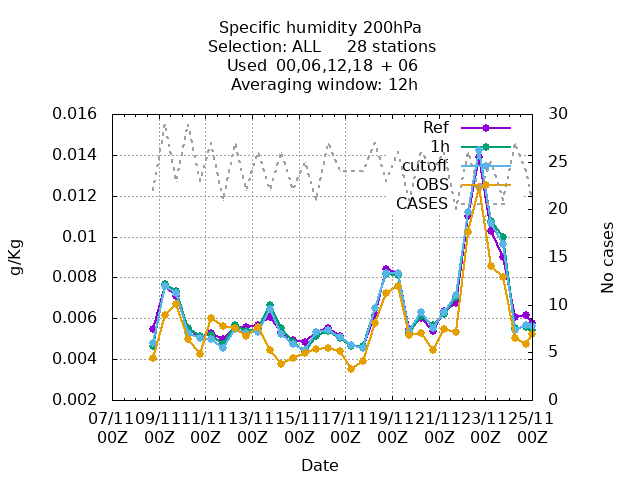 Specific humidity 200hPa
Selection: ALL 28 stations
Used 00,06,12,18 + 06
Averaging window: 12h
0.016 30
Ref
1h
0.014 25
cutoff
OBS
0.012 CASES 20
0.01 15
g/Kg
No cases
0.008 10
0.006 5
0.004
0.002 0
07/11 09/11 11/11 13/11 15/11 17/11 19/11 21/11 23/11 25/11
00Z 00Z 00Z 00Z 00Z 00Z 00Z 00Z 00Z 00Z
Date